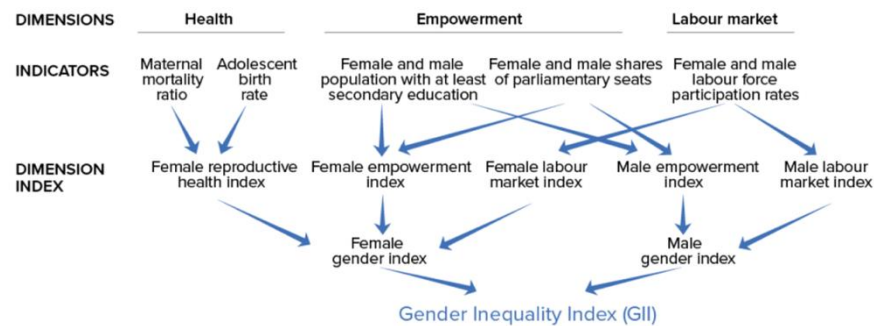 DIMENSIONS
Health
Empowerment
Labour market
INDICATORS
Maternal
mortality
ratio
Adolescent
birth
rate
Female and male
population with at least
secondary education
Female and male shares
of parliamentary seats
Female and male
labour force
participation rates
DIMENSION
INDEX
Female reproductive
health index
Female empowerment
index
Female labour
market index
Male empowerment
index
Male labour
market index
Female
gender index
Male
gender index
Gender Inequality Index (GII)